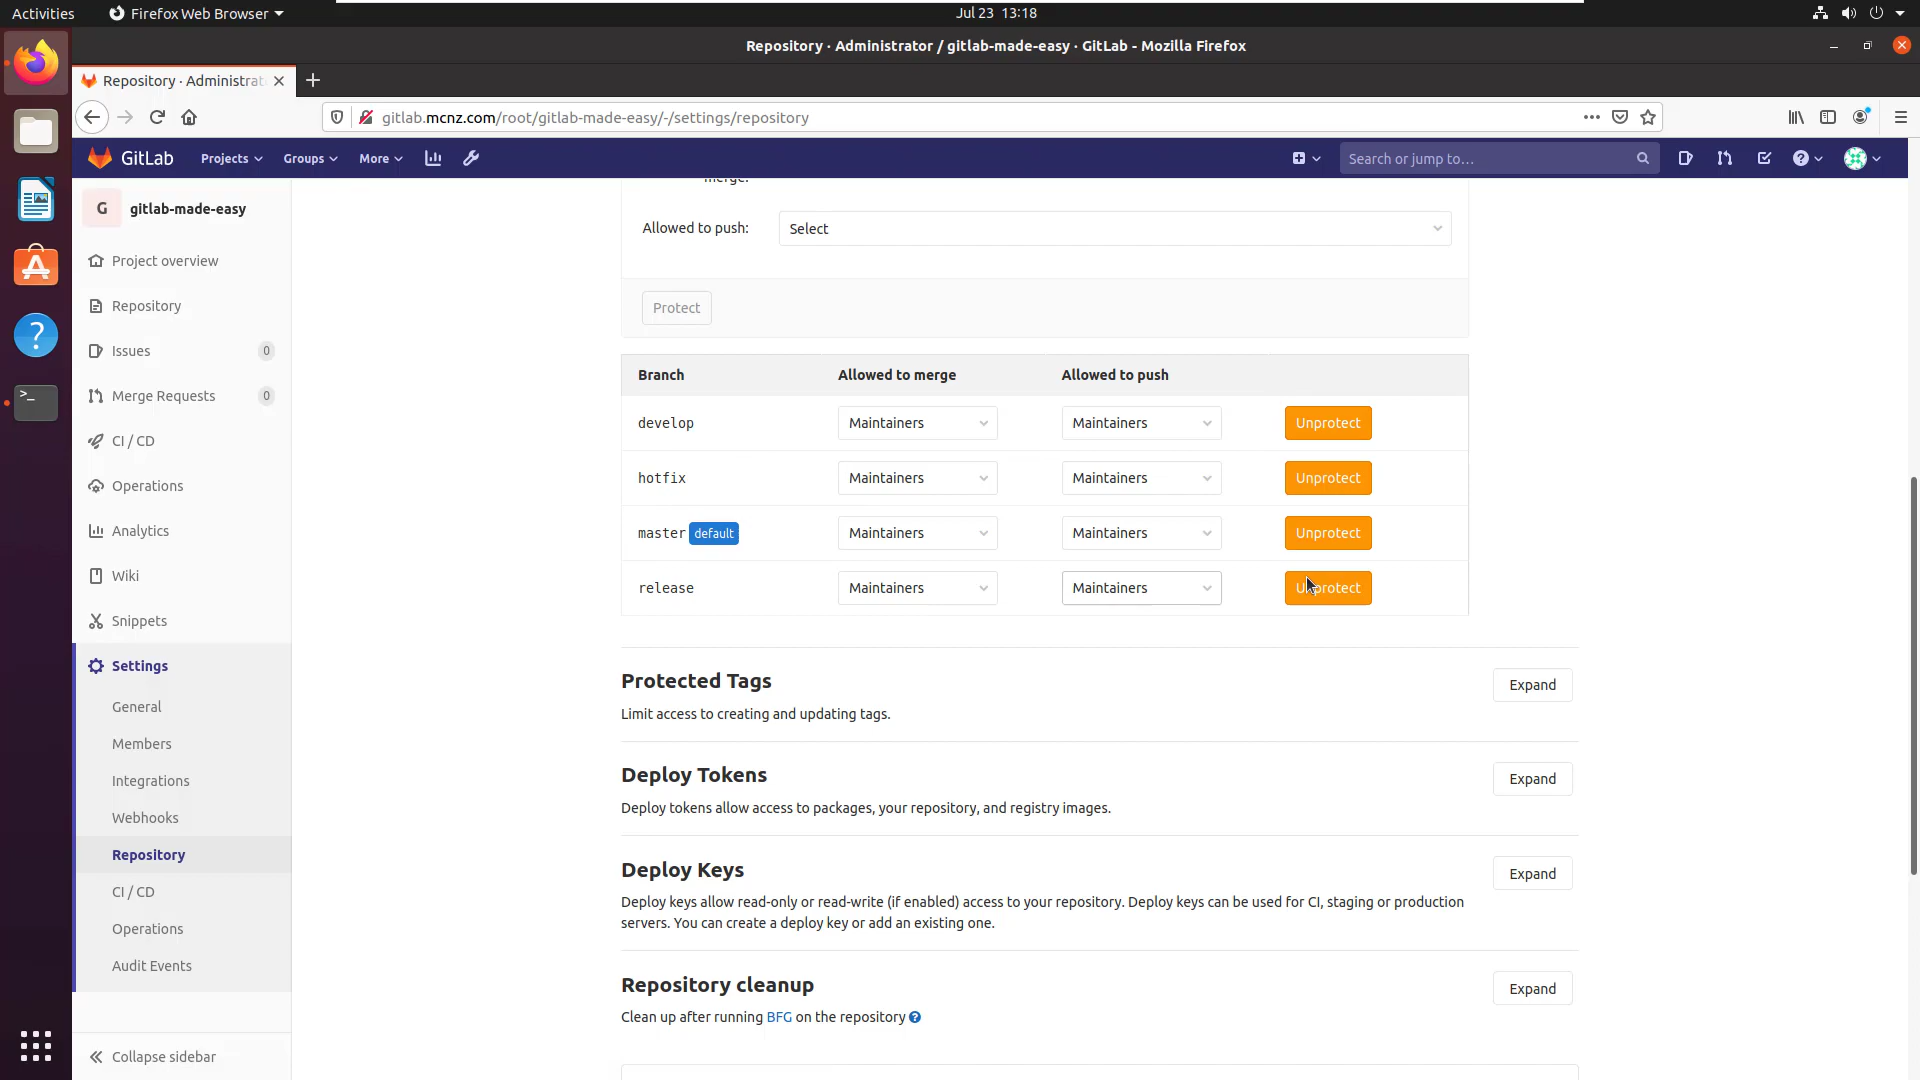 Activities
Firefox Web Browser
Jul 23 13:18
Repository · Administrator / gitlab-made-easy · GitLab - Mozilla Firefox
Repository · Administrat
gitlab.mcnz.com/root/gitlab-made-easy/-/settings/repository
GitLab
Projects
Groups
More
Search or jump to…
G
gitlab-made-easy
Project overview
Repository
Issues 0
Merge Requests 0
CI / CD
Operations
Analytics
Wiki
Snippets
Settings
General
Members
Integrations
Webhooks
Repository
CI / CD
Operations
Audit Events
Collapse sidebar
merge:
Allowed to push: Select
Protect
Branch Allowed to merge Allowed to push
develop Maintainers Maintainers Unprotect
hotfix Maintainers Maintainers Unprotect
master default Maintainers Maintainers Unprotect
release Maintainers Maintainers Unprotect
Protected Tags
Expand
Limit access to creating and updating tags.
Deploy Tokens
Expand
Deploy tokens allow access to packages, your repository, and registry images.
Deploy Keys
Expand
Deploy keys allow read-only or read-write (if enabled) access to your repository. Deploy keys can be used for CI, staging or production
servers. You can create a deploy key or add an existing one.
Repository cleanup
Expand
Clean up after running BFG on the repository